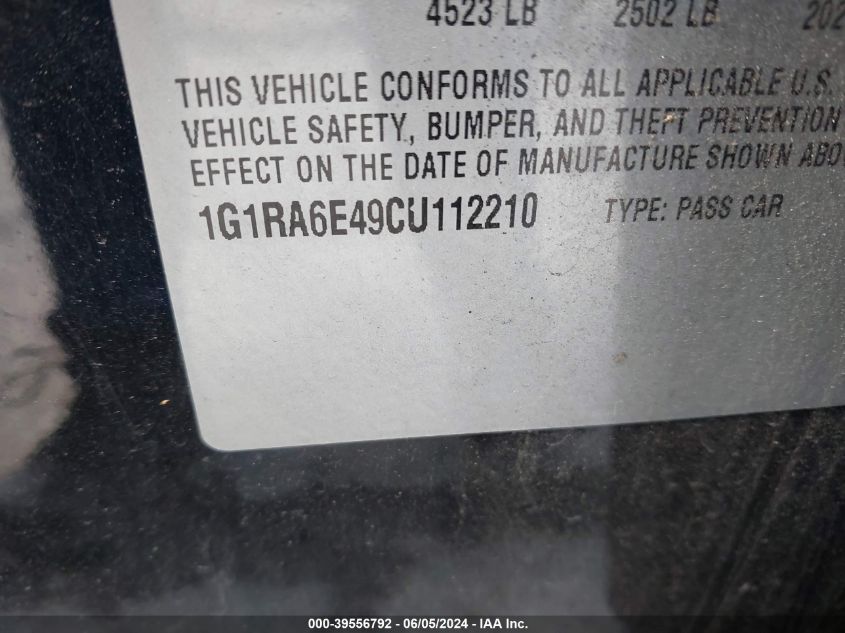 4523 LB 2502 LB 202
THIS VEHICLE CONFORMS TO ALL APPLICABLE U.S.
VEHICLE SAFETY, BUMPER, AND THEFT PREVENTION
EFFECT ON THE DATE OF MANUFACTURE SHOWN ABO
1G1RA6E49CU112210 TYPE: PASS CAR
000-39556792 - 06/05/2024 - IAA Inc.